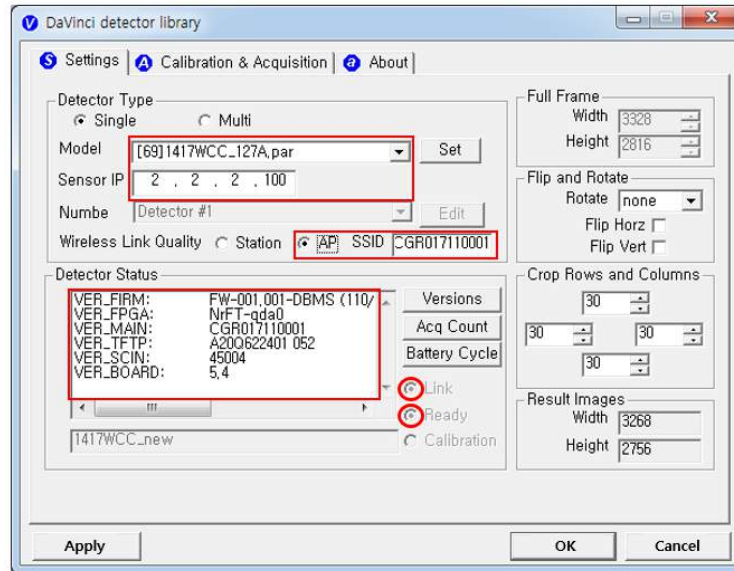 DaVinci detector library
Settings
Calibration & Acquisition
About
Detector Type
Single Multi
Model [69]1417WCC_127A.par Set
Sensor IP 2 . 2 . 2 . 100
Numbe Detector #1 Edit
Wireless Link Quality Station AP SSID CGR017110001
Detector Status
VER_FIRM: FW-001.001-DBMS (110/
VER_FPGA: NrFT-qda0
VER_MAIN: CGR017110001
VER_TFTP: A20Q622401 052
VER_SCIN: 45004
VER_BOARD: 5.4
Versions
Acq Count
Battery Cycle
Link
Ready
Calibration
1417WCC_new
Full Frame
Width 3328
Height 2816
Flip and Rotate
Rotate none
Flip Horz
Flip Vert
Crop Rows and Columns
30
30 30
30
Result Images
Width 3268
Height 2756
Apply OK Cancel